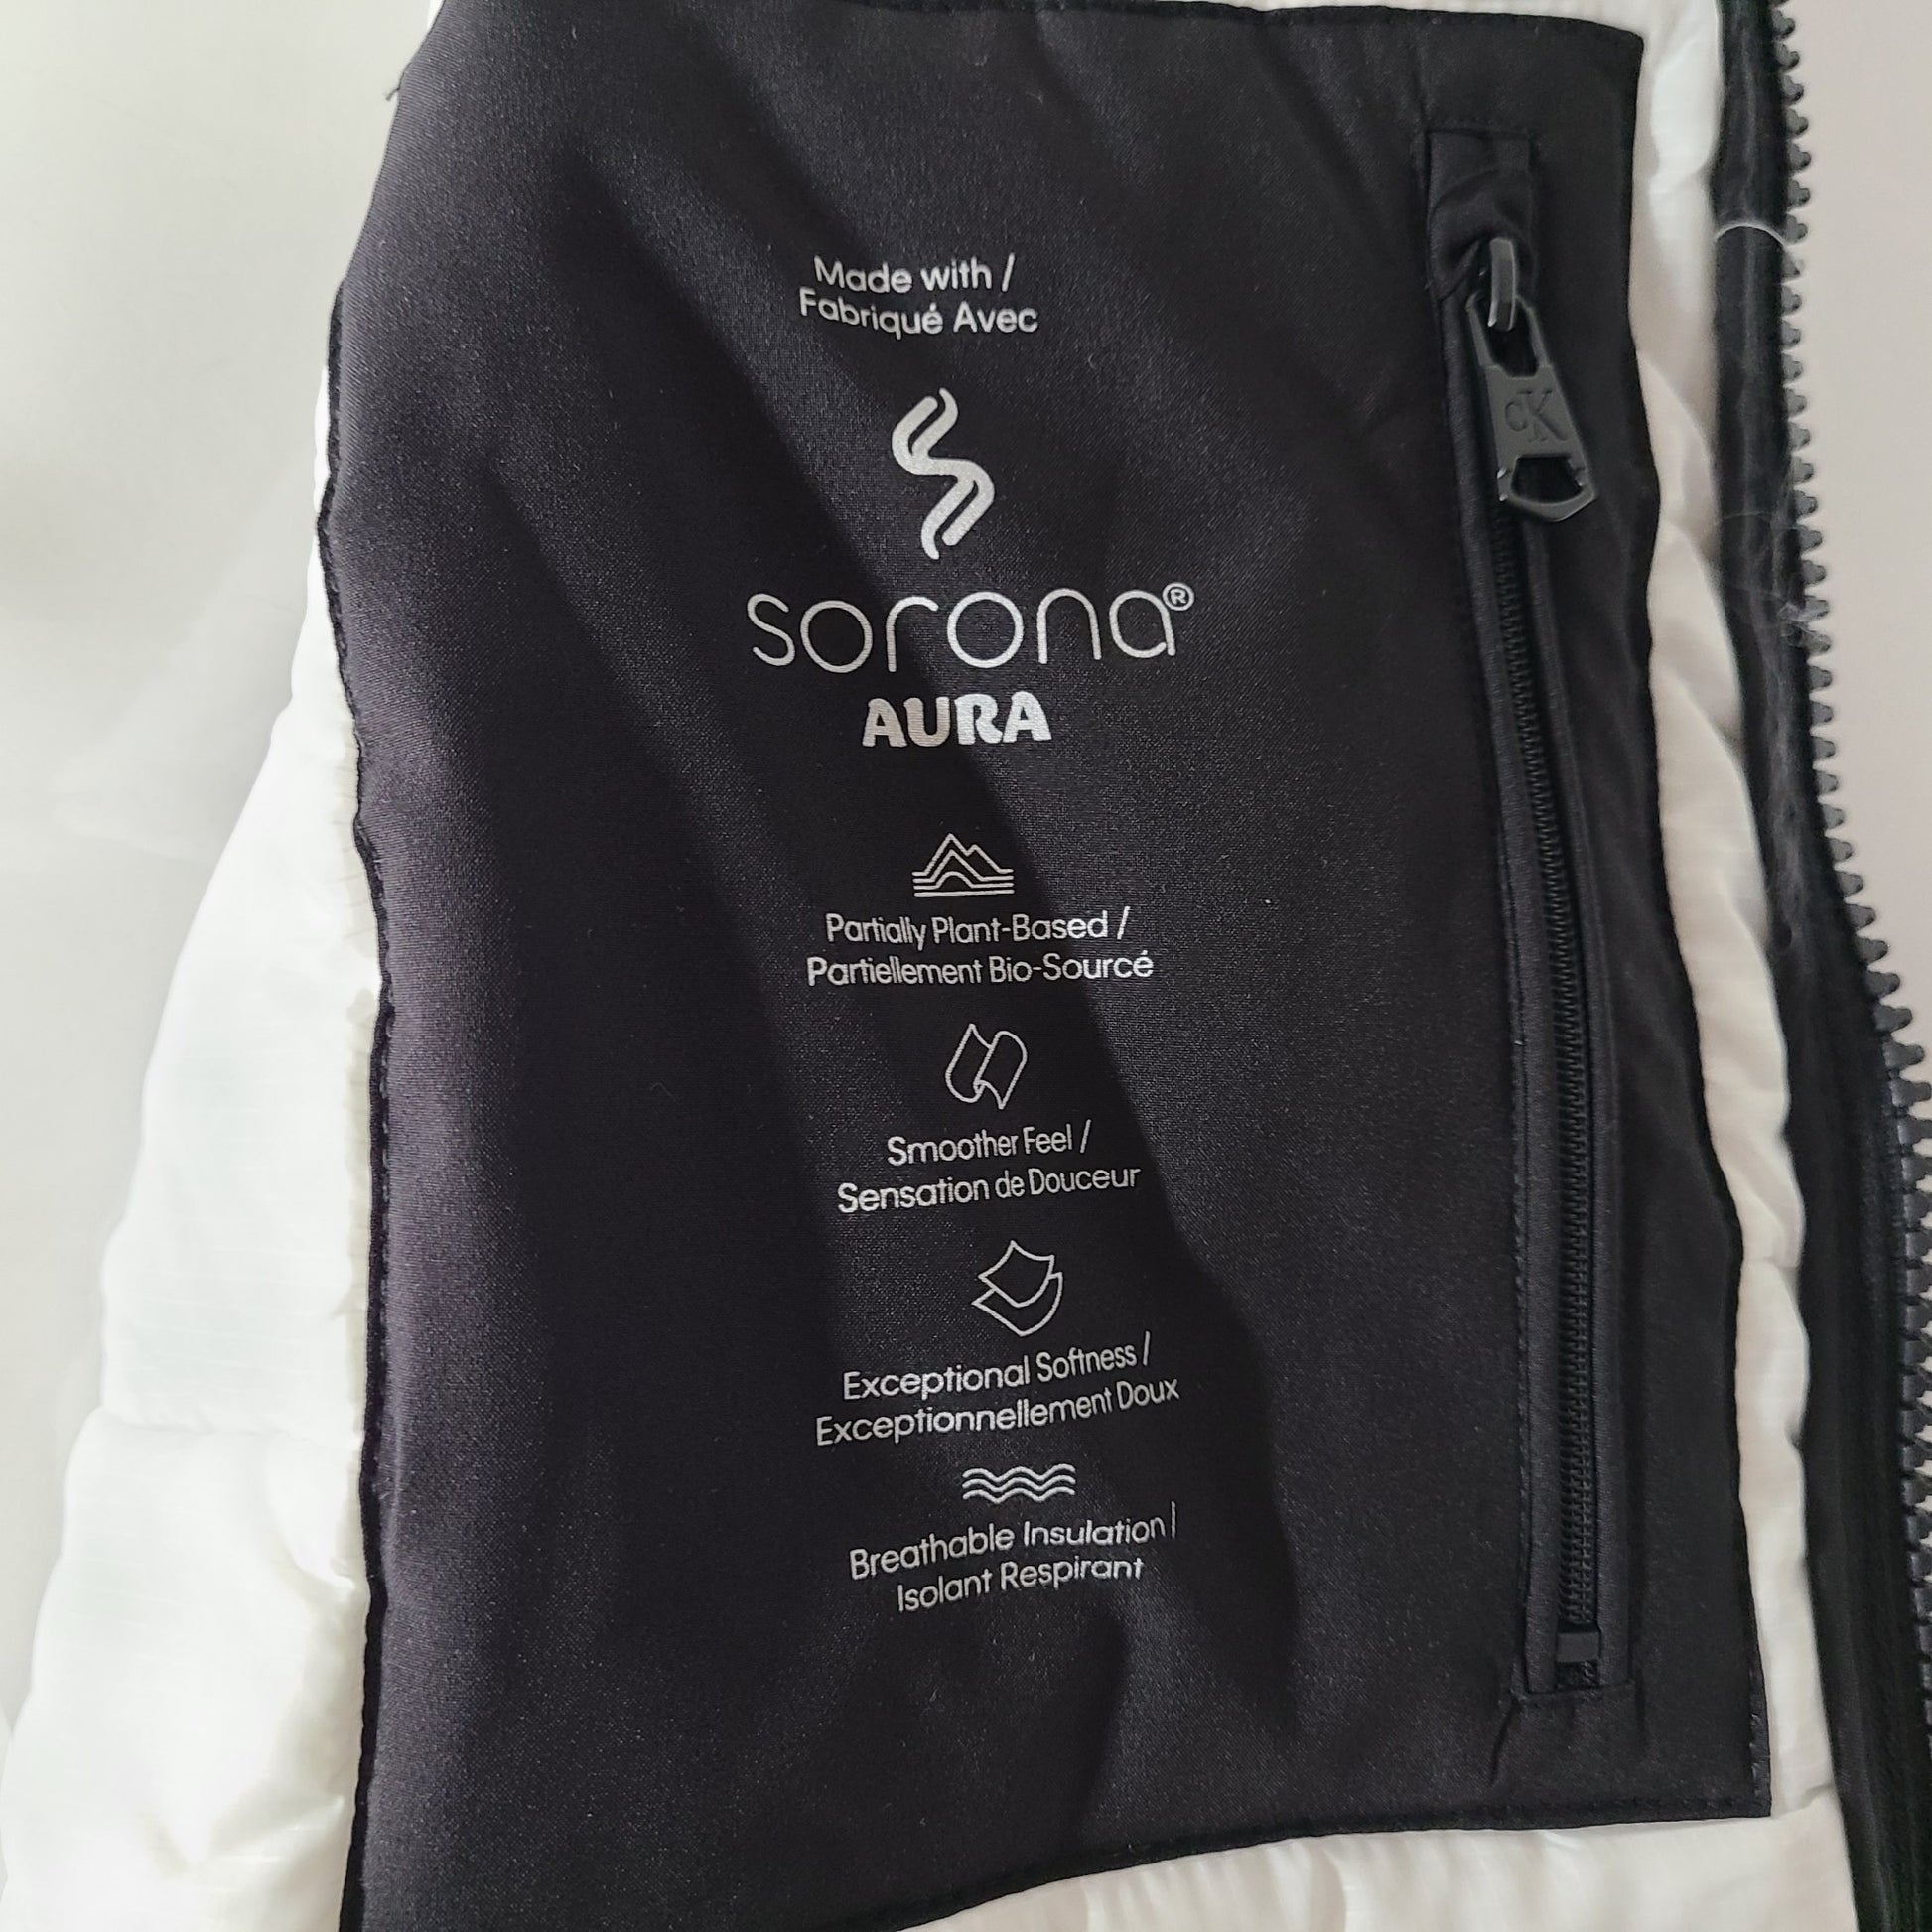 Made with /
Fabriqué Avec
cK
sorona®
AURA
Partially Plant-Based /
Partiellement Bio-Sourcé
Smoother Feel /
Sensation de Douceur
Exceptional Softness /
Exceptionnellement Doux
Breathable Insulation /
Isolant Respirant